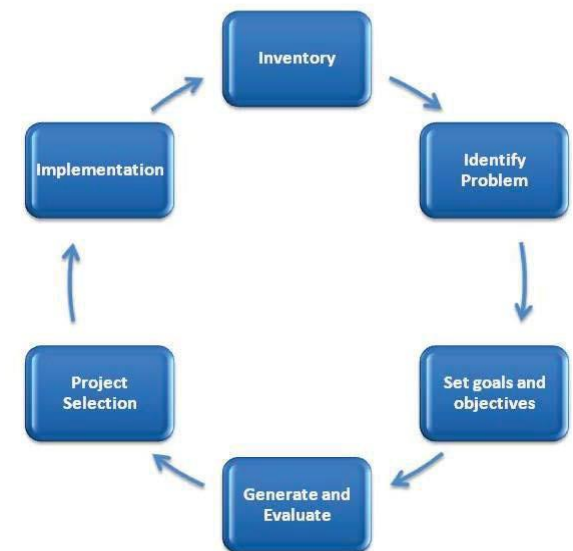 Inventory
Identify
Problem
Set goals and
objectives
Generate and
Evaluate
Project
Selection
Implementation